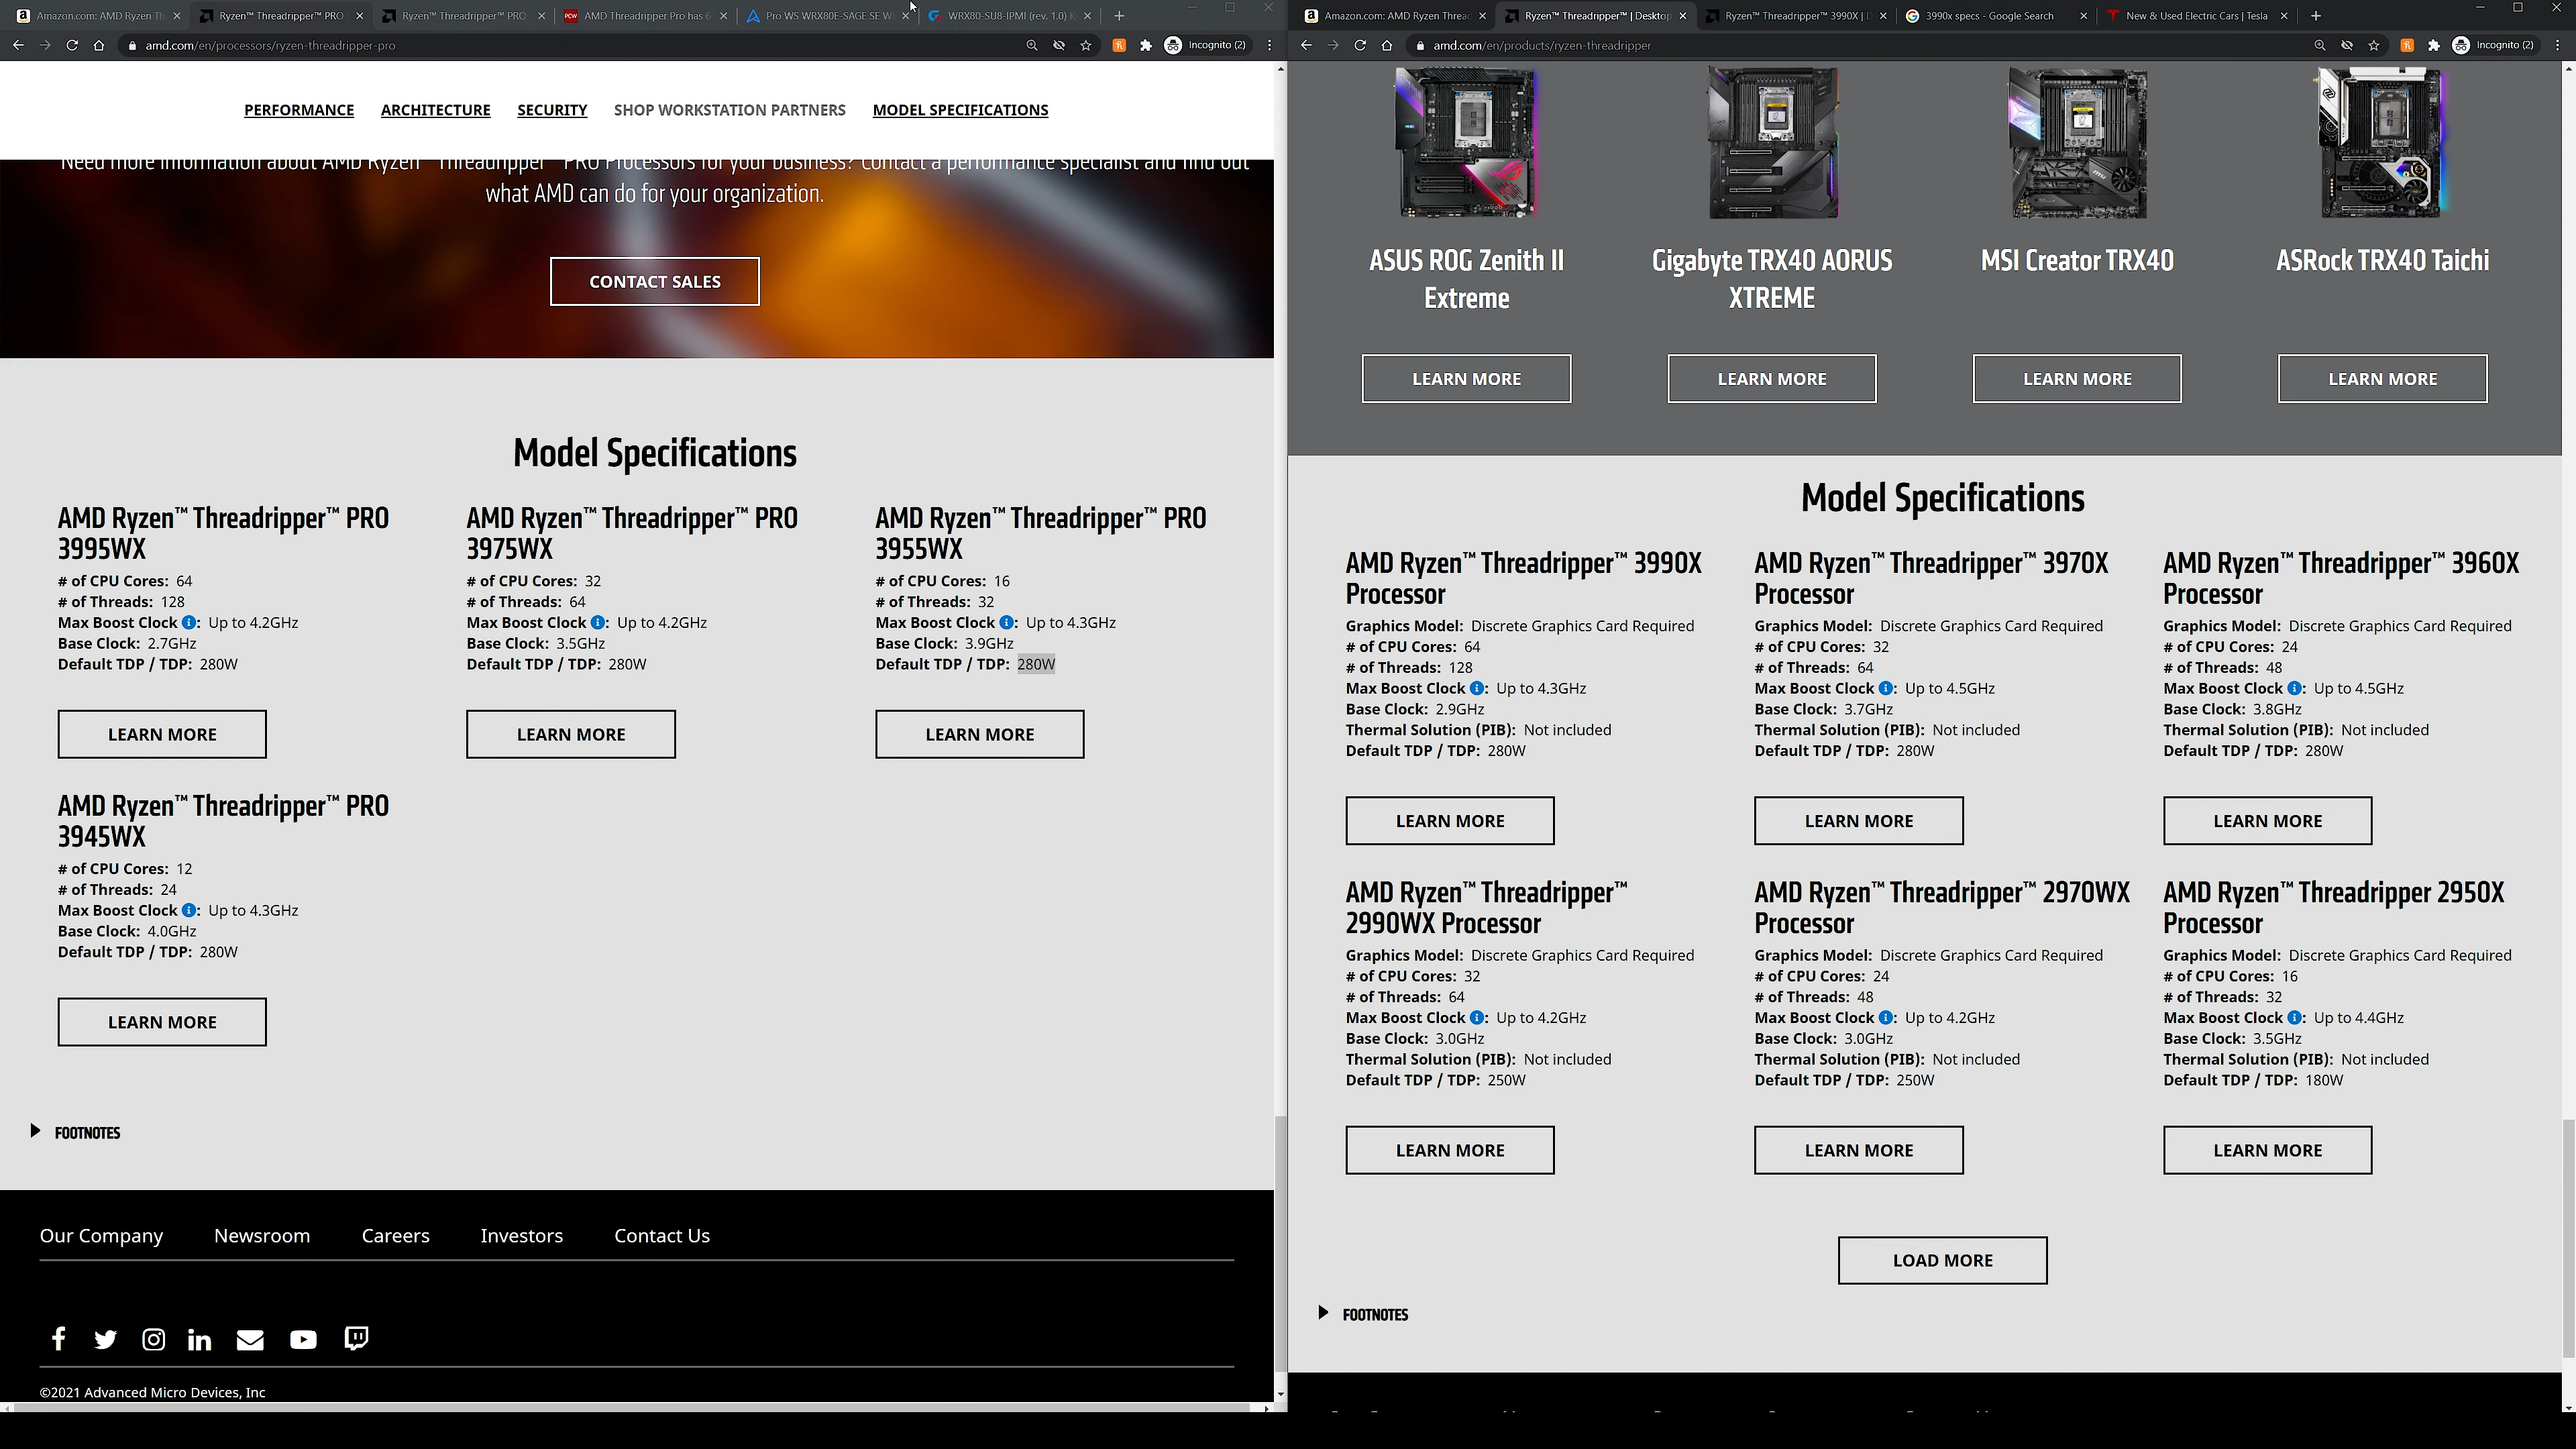 Amazon.com: AMD Ryzen Th
Ryzen™ Threadripper™ PRO
Ryzen™ Threadripper™ PRO
AMD Threadripper Pro has 6
Pro WS WRX80E-SAGE SE W
WRX80-SU8-IPMI (rev. 1.0) K
amd.com/en/processors/ryzen-threadripper-pro
Incognito (2)
PERFORMANCE ARCHITECTURE SECURITY SHOP WORKSTATION PARTNERS MODEL SPECIFICATIONS
Need more information about AMD Ryzen™ Threadripper™ PRO Processors for your business? Contact a performance specialist and find out
what AMD can do for your organization.
CONTACT SALES
Model Specifications
AMD Ryzen™ Threadripper™ PRO
3995WX
# of CPU Cores: 64
# of Threads: 128
Max Boost Clock : Up to 4.2GHz
Base Clock: 2.7GHz
Default TDP / TDP: 280W
LEARN MORE
AMD Ryzen™ Threadripper™ PRO
3975WX
# of CPU Cores: 32
# of Threads: 64
Max Boost Clock : Up to 4.2GHz
Base Clock: 3.5GHz
Default TDP / TDP: 280W
LEARN MORE
AMD Ryzen™ Threadripper™ PRO
3955WX
# of CPU Cores: 16
# of Threads: 32
Max Boost Clock : Up to 4.3GHz
Base Clock: 3.9GHz
Default TDP / TDP: 280W
LEARN MORE
AMD Ryzen™ Threadripper™ PRO
3945WX
# of CPU Cores: 12
# of Threads: 24
Max Boost Clock : Up to 4.3GHz
Base Clock: 4.0GHz
Default TDP / TDP: 280W
LEARN MORE
FOOTNOTES
Our Company Newsroom Careers Investors Contact Us
©2021 Advanced Micro Devices, Inc
Amazon.com: AMD Ryzen Thread
Ryzen™ Threadripper™ | Desktop
Ryzen™ Threadripper™ 3990X | D
3990x specs - Google Search
New & Used Electric Cars | Tesla
amd.com/en/products/ryzen-threadripper
Incognito (2)
ASUS ROG Zenith II
Extreme
LEARN MORE
Gigabyte TRX40 AORUS
XTREME
LEARN MORE
MSI Creator TRX40
LEARN MORE
ASRock TRX40 Taichi
LEARN MORE
Model Specifications
AMD Ryzen™ Threadripper™ 3990X
Processor
Graphics Model: Discrete Graphics Card Required
# of CPU Cores: 64
# of Threads: 128
Max Boost Clock : Up to 4.3GHz
Base Clock: 2.9GHz
Thermal Solution (PIB): Not included
Default TDP / TDP: 280W
LEARN MORE
AMD Ryzen™ Threadripper™ 3970X
Processor
Graphics Model: Discrete Graphics Card Required
# of CPU Cores: 32
# of Threads: 64
Max Boost Clock : Up to 4.5GHz
Base Clock: 3.7GHz
Thermal Solution (PIB): Not included
Default TDP / TDP: 280W
LEARN MORE
AMD Ryzen™ Threadripper™ 3960X
Processor
Graphics Model: Discrete Graphics Card Required
# of CPU Cores: 24
# of Threads: 48
Max Boost Clock : Up to 4.5GHz
Base Clock: 3.8GHz
Thermal Solution (PIB): Not included
Default TDP / TDP: 280W
LEARN MORE
AMD Ryzen™ Threadripper™
2990WX Processor
Graphics Model: Discrete Graphics Card Required
# of CPU Cores: 32
# of Threads: 64
Max Boost Clock : Up to 4.2GHz
Base Clock: 3.0GHz
Thermal Solution (PIB): Not included
Default TDP / TDP: 250W
LEARN MORE
AMD Ryzen™ Threadripper™ 2970WX
Processor
Graphics Model: Discrete Graphics Card Required
# of CPU Cores: 24
# of Threads: 48
Max Boost Clock : Up to 4.2GHz
Base Clock: 3.0GHz
Thermal Solution (PIB): Not included
Default TDP / TDP: 250W
LEARN MORE
AMD Ryzen™ Threadripper 2950X
Processor
Graphics Model: Discrete Graphics Card Required
# of CPU Cores: 16
# of Threads: 32
Max Boost Clock : Up to 4.4GHz
Base Clock: 3.5GHz
Thermal Solution (PIB): Not included
Default TDP / TDP: 180W
LEARN MORE
LOAD MORE
FOOTNOTES